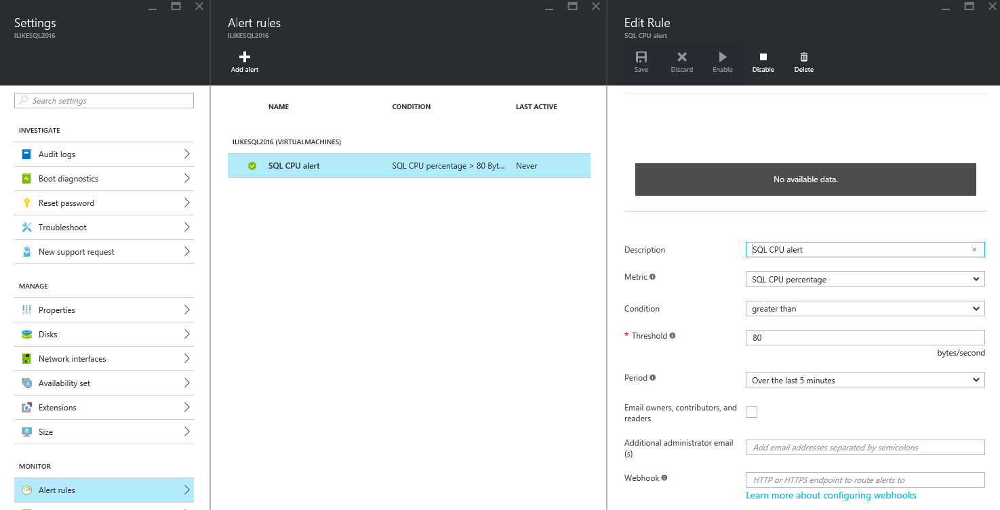 Settings
ILIKESQL2016
Search settings
INVESTIGATE
Audit logs
Boot diagnostics
Reset password
Troubleshoot
New support request
MANAGE
Properties
Disks
Network interfaces
Availability set
Extensions
Size
MONITOR
Alert rules
Alert rules
ILIKESQL2016
Add alert
NAME CONDITION LAST ACTIVE
ILIKESQL2016 (VIRTUALMACHINES)
SQL CPU alert SQL CPU percentage > 80 Byt... Never
Edit Rule
SQL CPU alert
Save Discard Enable Disable Delete
No available data.
Description SQL CPU alert
Metric SQL CPU percentage
Condition greater than
* Threshold 80
bytes/second
Period Over the last 5 minutes
Email owners, contributors, and
readers
Additional administrator email
(s)
Add email addresses separated by semicolons
Webhook HTTP or HTTPS endpoint to route alerts to
Learn more about configuring webhooks